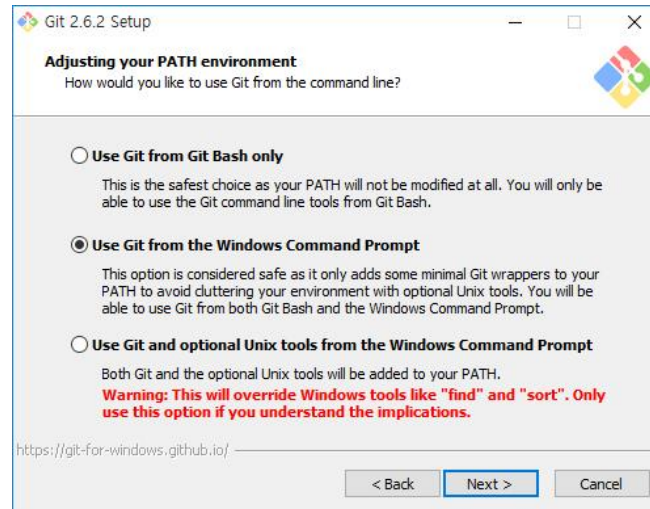 Git 2.6.2 Setup
Adjusting your PATH environment
How would you like to use Git from the command line?
Use Git from Git Bash only
This is the safest choice as your PATH will not be modified at all. You will only be
able to use the Git command line tools from Git Bash.
Use Git from the Windows Command Prompt
This option is considered safe as it only adds some minimal Git wrappers to your
PATH to avoid cluttering your environment with optional Unix tools. You will be
able to use Git from both Git Bash and the Windows Command Prompt.
Use Git and optional Unix tools from the Windows Command Prompt
Both Git and the optional Unix tools will be added to your PATH.
Warning: This will override Windows tools like "find" and "sort". Only
use this option if you understand the implications.
https://git-for-windows.github.io/
< Back Next > Cancel